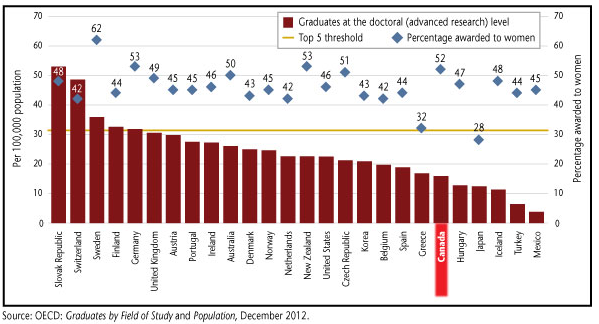 Graduates at the doctoral (advanced research) level
Top 5 threshold
Percentage awarded to women
Per 100,000 population
70
60
50
40
30
20
10
0
48
42
62
44
53
49
45
45
46
50
43
45
42
53
46
51
43
42
44
32
52
47
28
48
44
45
70
60
50
40
30
20
10
0
Percentage awarded to women
Slovak Republic
Switzerland
Sweden
Finland
Germany
United Kingdom
Austria
Portugal
Ireland
Australia
Denmark
Norway
Netherlands
New Zealand
United States
Czech Republic
Korea
Belgium
Spain
Greece
Canada
Hungary
Japan
Iceland
Turkey
Mexico
Source: OECD: Graduates by Field of Study and Population, December 2012.